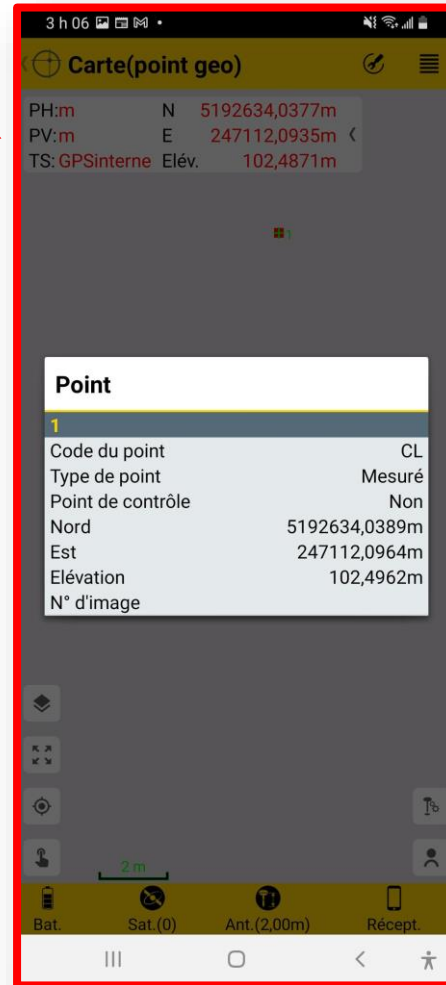 3 h 06
Carte(point geo)
PH:m N 5192634,0377m
PV:m E 247112,0935m
TS: GPSinterne Elév. 102,4871m
1
Point
1
Code du point CL
Type de point Mesuré
Point de contrôle Non
Nord 5192634,0389m
Est 247112,0964m
Elévation 102,4962m
N° d'image
2 m
Bat. Sat.(0) Ant.(2,00m) Récept.